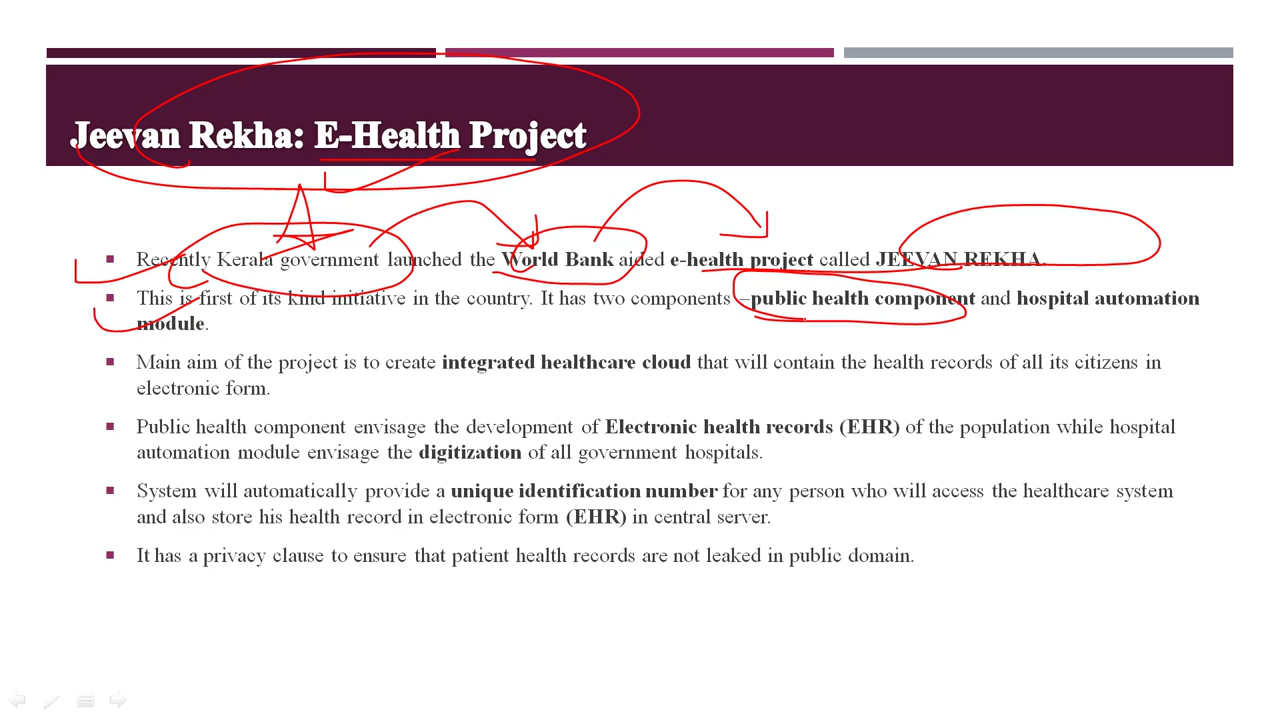 Jeevan Rekha: E-Health Project
Recently Kerala government launched the World Bank aided e-health project called JEEVAN REKHA.
This is first of its kind initiative in the country. It has two components –public health component and hospital automation
module.
Main aim of the project is to create integrated healthcare cloud that will contain the health records of all its citizens in
electronic form.
Public health component envisage the development of Electronic health records (EHR) of the population while hospital
automation module envisage the digitization of all government hospitals.
System will automatically provide a unique identification number for any person who will access the healthcare system
and also store his health record in electronic form (EHR) in central server.
It has a privacy clause to ensure that patient health records are not leaked in public domain.